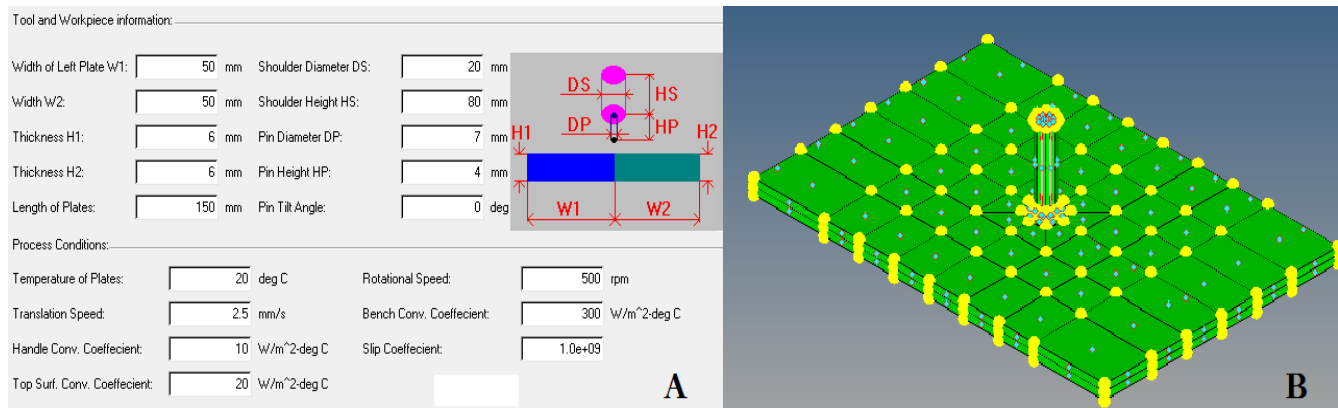 Tool and Workpiece information:
Width of Left Plate W1: 50 mm Shoulder Diameter DS: 20 mm
Width W2: 50 mm Shoulder Height HS: 80 mm
Thickness H1: 6 mm Pin Diameter DP: 7 mm
Thickness H2: 6 mm Pin Height HP: 4 mm
Length of Plates: 150 mm Pin Tilt Angle: 0 deg
DS HS
DP HP
H1 H2
W1 W2
Process Conditions:
Temperature of Plates: 20 deg C Rotational Speed: 500 rpm
Translation Speed: 2.5 mm/s Bench Conv. Coeffecient: 300 W/m^2-deg C
Handle Conv. Coeffecient: 10 W/m^2-deg C Slip Coeffecient: 1.0e+09
Top Surf. Conv. Coeffecient: 20 W/m^2-deg C
A B